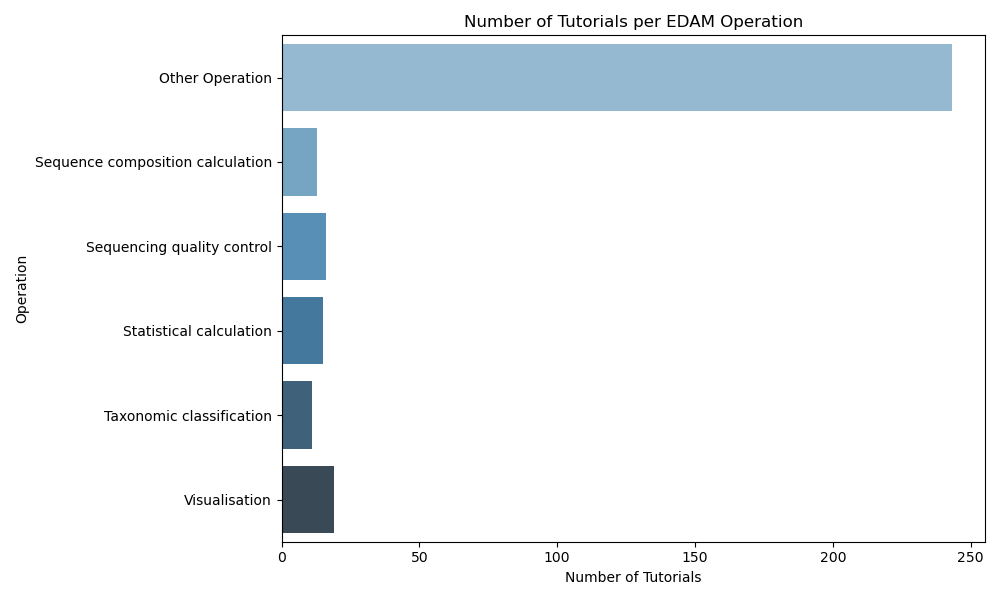 Number of Tutorials per EDAM Operation
Operation
Other Operation
Sequence composition calculation
Sequencing quality control
Statistical calculation
Taxonomic classification
Visualisation
0 50 100 150 200 250
Number of Tutorials